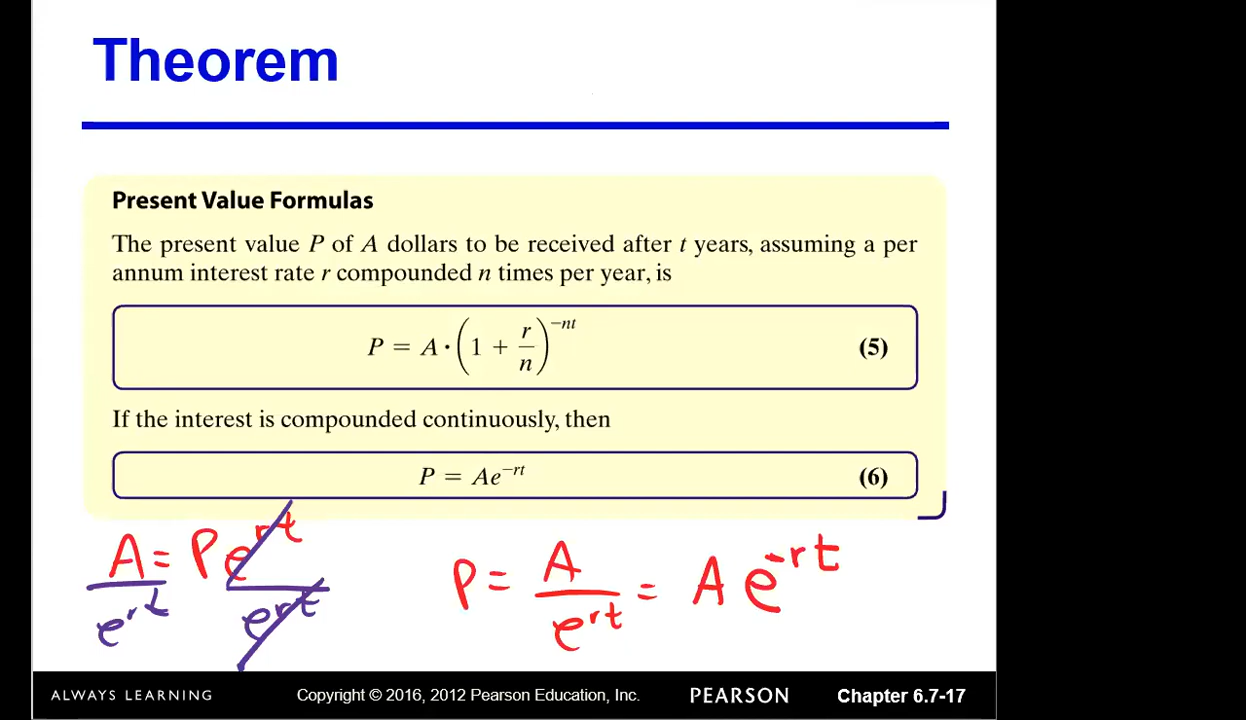 Theorem
Present Value Formulas
The present value P of A dollars to be received after t years, assuming a per
annum interest rate r compounded n times per year, is
P = A · (1 + r/n)^−nt (5)
If the interest is compounded continuously, then
P = Ae^−rt (6)
A = Pe^rt
e^rt e^rt
P = A/e^rt = A e^−rt
ALWAYS LEARNING Copyright © 2016, 2012 Pearson Education, Inc. PEARSON Chapter 6.7-17